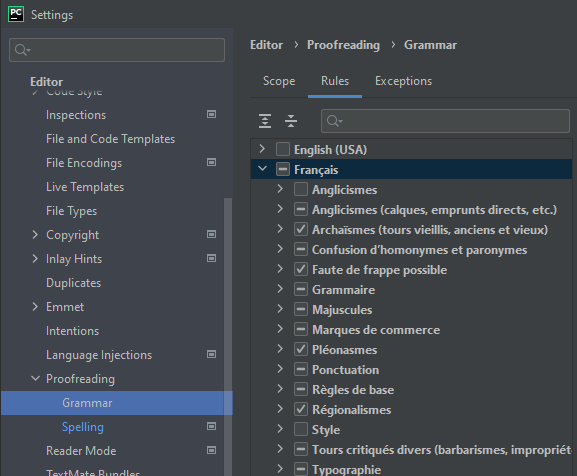 PC
Settings
Editor
Code Style
Inspections
File and Code Templates
File Encodings
Live Templates
File Types
Copyright
Inlay Hints
Duplicates
Emmet
Intentions
Language Injections
Proofreading
Grammar
Spelling
Reader Mode
TextMate Bundles
Editor › Proofreading › Grammar
Scope Rules Exceptions
English (USA)
Français
Anglicismes
Anglicismes (calques, emprunts directs, etc.)
Archaïsmes (tours vieillis, anciens et vieux)
Confusion d'homonymes et paronymes
Faute de frappe possible
Grammaire
Majuscules
Marques de commerce
Pléonasmes
Ponctuation
Règles de base
Régionalismes
Style
Tours critiqués divers (barbarismes, impropriét
Typographie